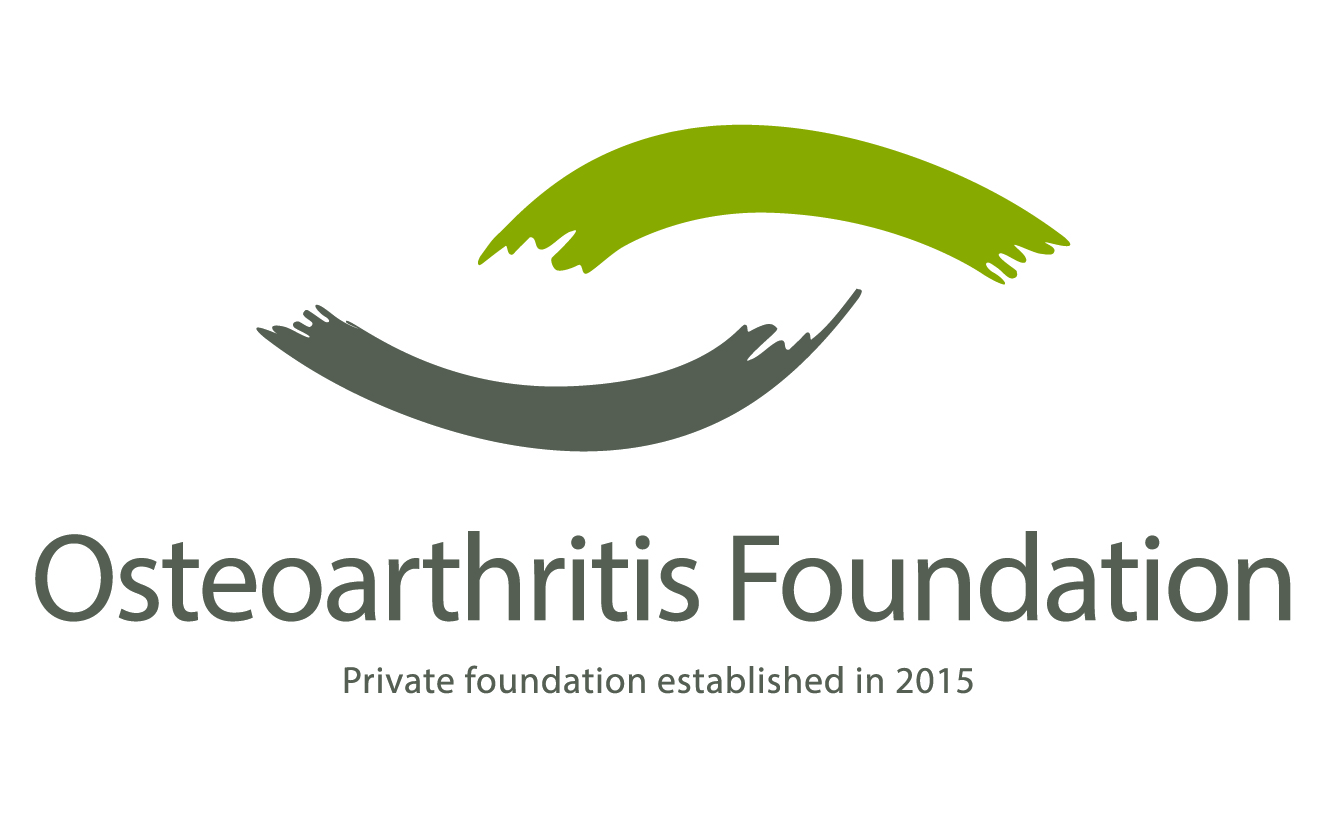 Osteoarthritis Foundation
Private foundation established in 2015